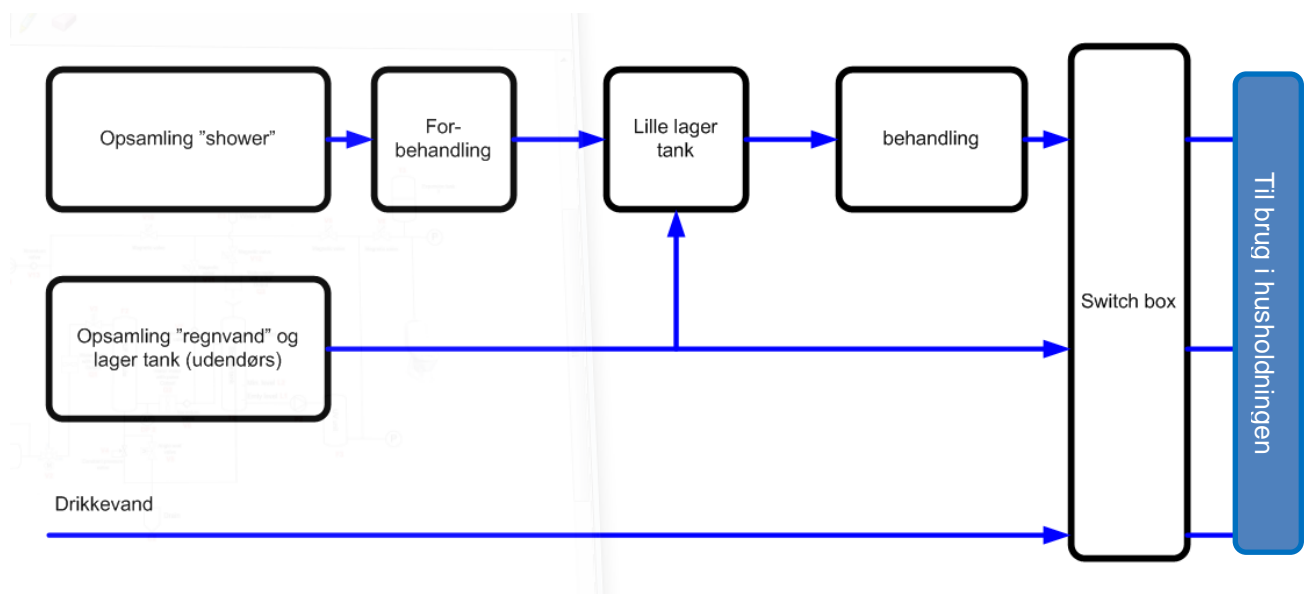 Opsamling ”shower”
For-
behandling
Lille lager
tank
behandling
Opsamling ”regnvand” og
lager tank (udendørs)
Switch box
Til brug i husholdningen
Drikkevand